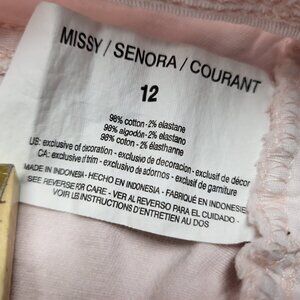 MISSY / SENORA / COURANT
12
98% cotton - 2% elastane
98% algodón - 2% elastano
98% coton - 2% élasthanne
US: exclusive of decoration - exclusivo de decoración - exclusif de décor
CA: exclusive of trim - exclusivo de adornos - exclusif de garniture
MADE IN INDONESIA - HECHO EN INDONESIA - FABRIQUÉ EN INDONESIE
SEE REVERSE FOR CARE - VER AL REVERSO PARA EL CUIDADO -
VOIR LES INSTRUCTIONS D'ENTRETIEN AU DOS